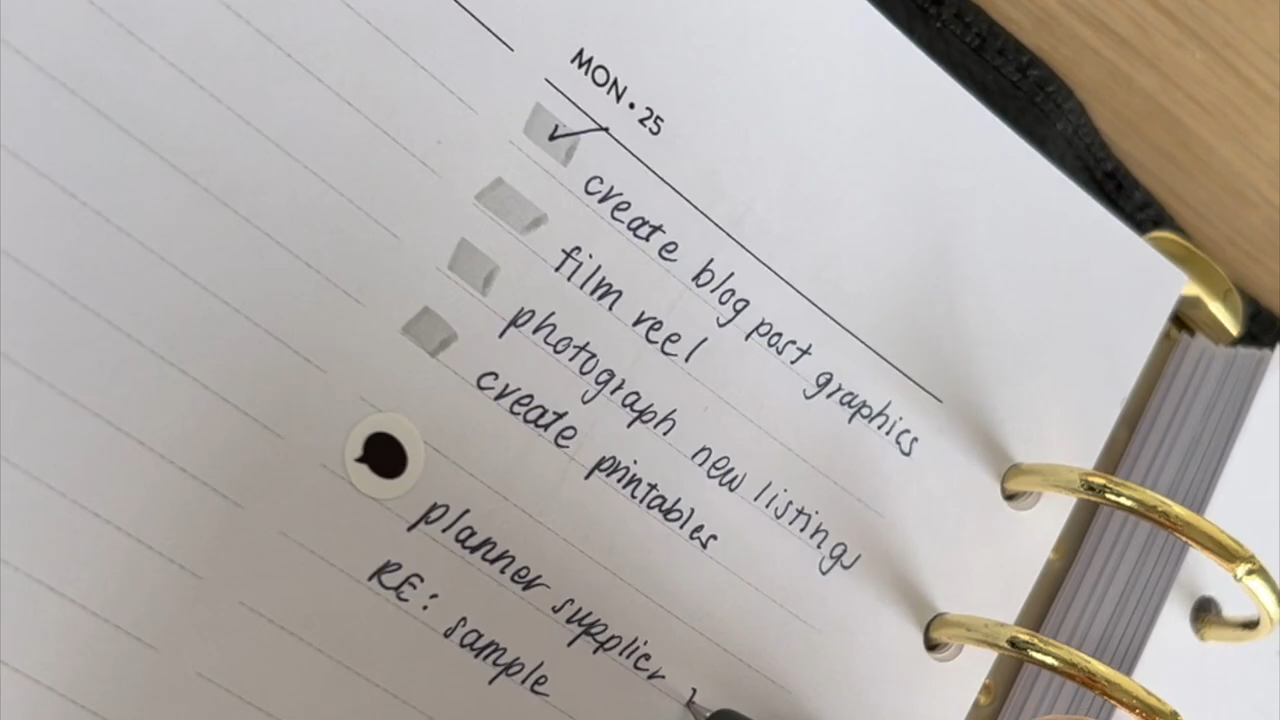 MON • 25
✓ create blog post graphics
film reel
photograph new listings
create printables
planner supplier
RE: sample